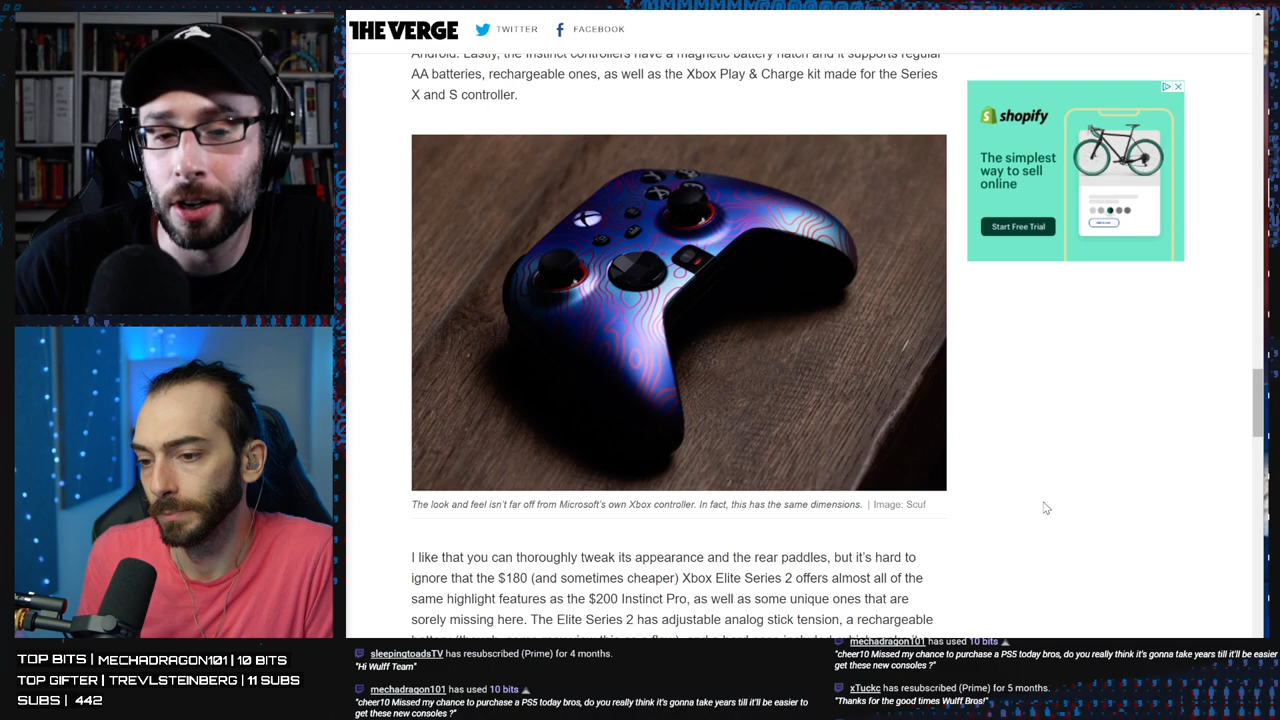 THE VERGE
TWITTER
FACEBOOK
Android. Lastly, the Instinct controllers have a magnetic battery hatch and it supports regular
AA batteries, rechargeable ones, as well as the Xbox Play & Charge kit made for the Series
X and S controller.
shopify
The simplest
way to sell
online
Start Free Trial
The look and feel isn’t far off from Microsoft’s own Xbox controller. In fact, this has the same dimensions. | Image: Scuf
I like that you can thoroughly tweak its appearance and the rear paddles, but it’s hard to
ignore that the $180 (and sometimes cheaper) Xbox Elite Series 2 offers almost all of the
same highlight features as the $200 Instinct Pro, as well as some unique ones that are
sorely missing here. The Elite Series 2 has adjustable analog stick tension, a rechargeable
TOP BITS | MECHADRAGON101 | 10 BITS
TOP GIFTER | TREVLSTEINBERG | 11 SUBS
SUBS | 442
sleepingtoadsTV has resubscribed (Prime) for 4 months.
"Hi Wulff Team"
mechadragon101 has used 10 bits
"cheer10 Missed my chance to purchase a PS5 today bros, do you really think it's gonna take years till it'll be easier to
get these new consoles ?"
mechadragon101 has used 10 bits
"cheer10 Missed my chance to purchase a PS5 today bros, do you really think it's gonna take years till it'll be easier
get these new consoles ?"
xTuckc has resubscribed (Prime) for 5 months.
"Thanks for the good times Wulff Bros!"